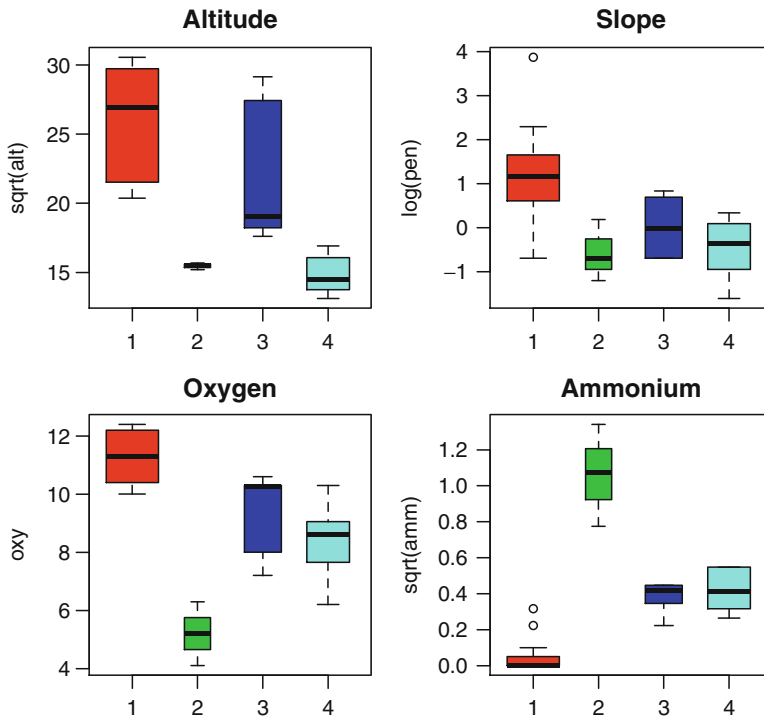 Altitude
sqrt(alt)
30
25
20
15
1 2 3 4
Slope
log(pen)
4
3
2
1
0
−1
1 2 3 4
Oxygen
oxy
12
10
8
6
4
1 2 3 4
Ammonium
sqrt(amm)
1.2
1.0
0.8
0.6
0.4
0.2
0.0
1 2 3 4